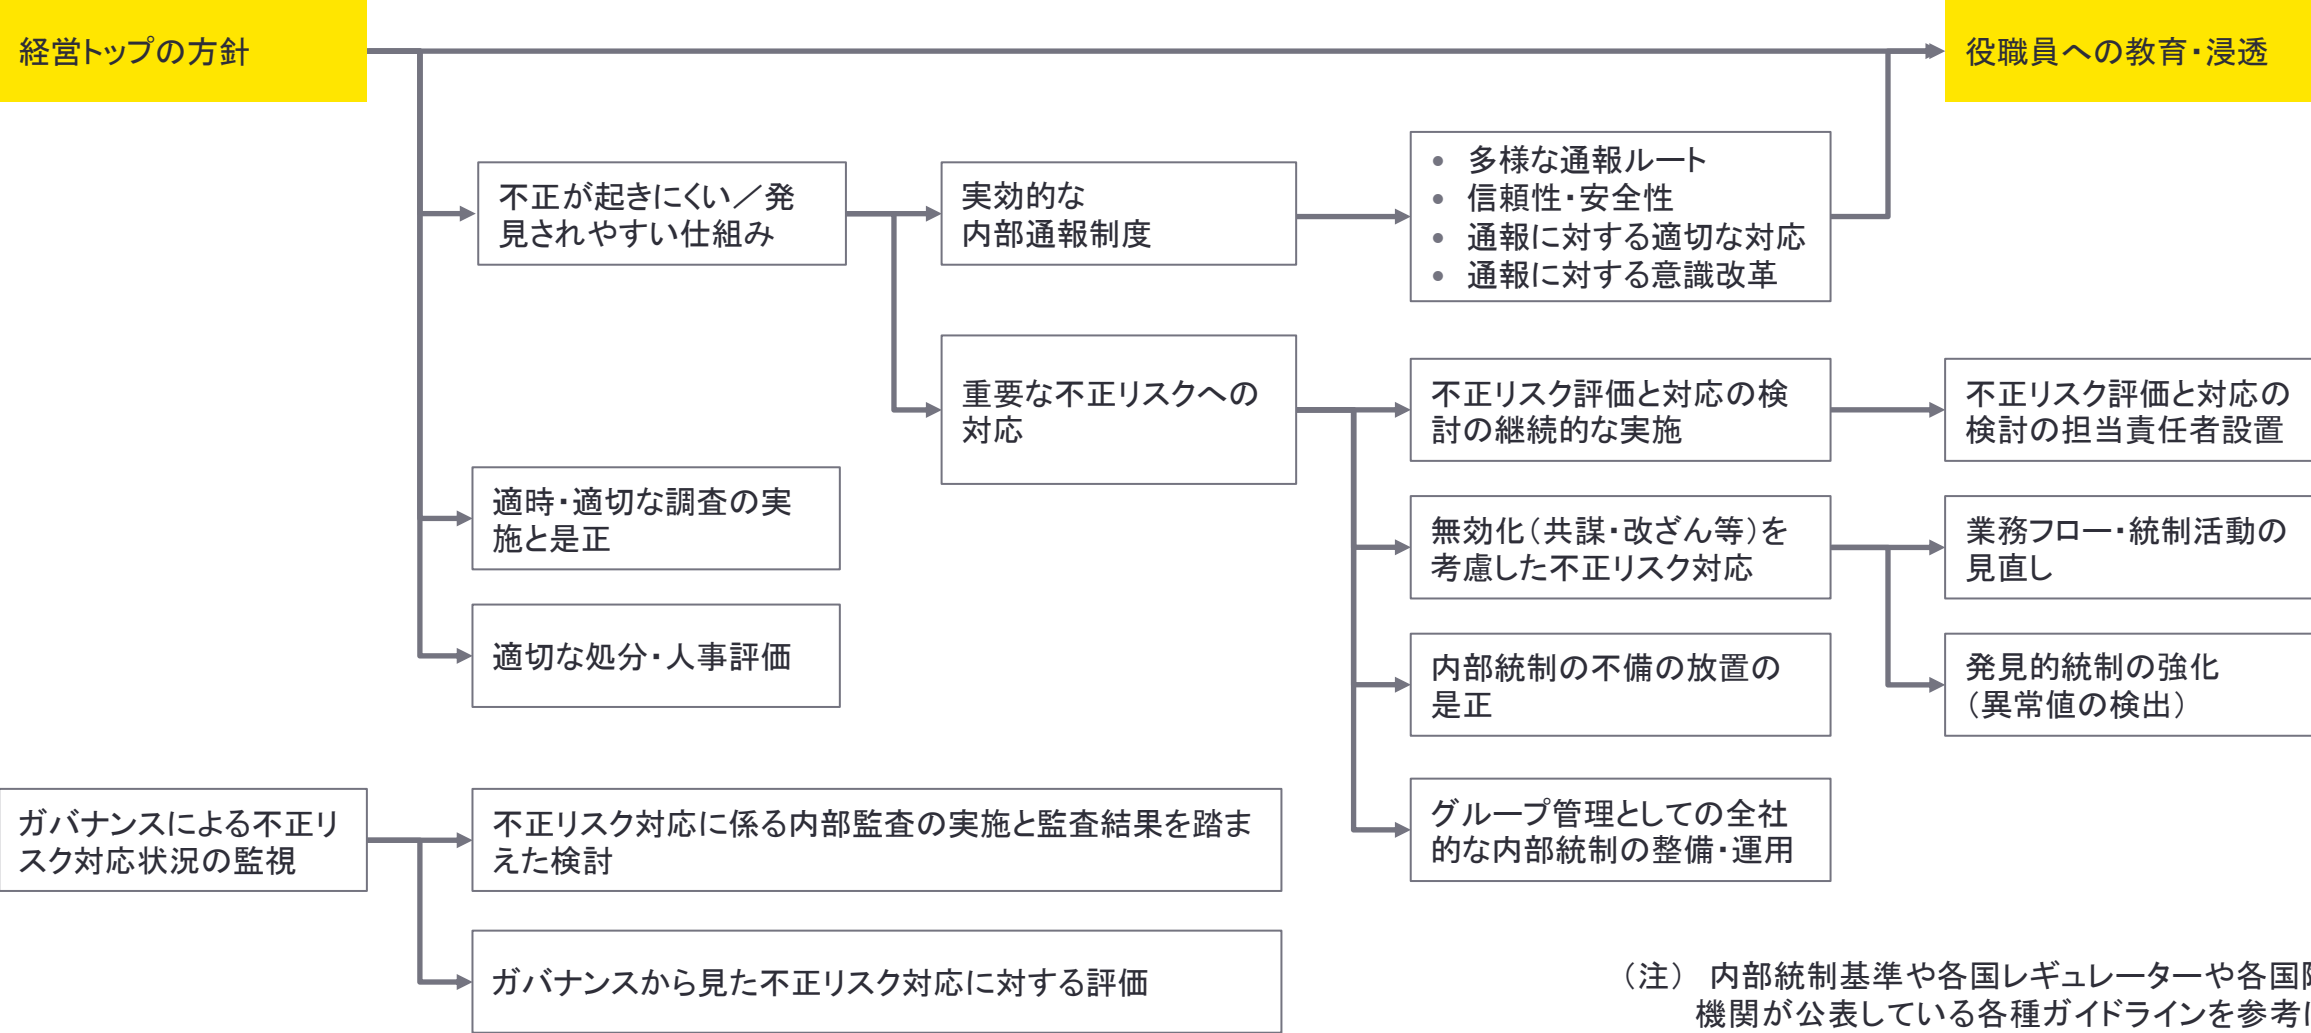 経営トップの方針
役職員への教育・浸透
不正が起きにくい／発
見されやすい仕組み
実効的な
内部通報制度
• 多様な通報ルート
• 信頼性・安全性
• 通報に対する適切な対応
• 通報に対する意識改革
重要な不正リスクへの
対応
不正リスク評価と対応の検
討の継続的な実施
不正リスク評価と対応の
検討の担当責任者設置
適時・適切な調査の実
施と是正
無効化（共謀・改ざん等）を
考慮した不正リスク対応
業務フロー・統制活動の
見直し
適切な処分・人事評価
内部統制の不備の放置の
是正
発見的統制の強化
（異常値の検出）
ガバナンスによる不正リ
スク対応状況の監視
不正リスク対応に係る内部監査の実施と監査結果を踏ま
えた検討
グループ管理としての全社
的な内部統制の整備・運用
ガバナンスから見た不正リスク対応に対する評価
（注） 内部統制基準や各国レギュレーターや各国
機関が公表している各種ガイドラインを参考